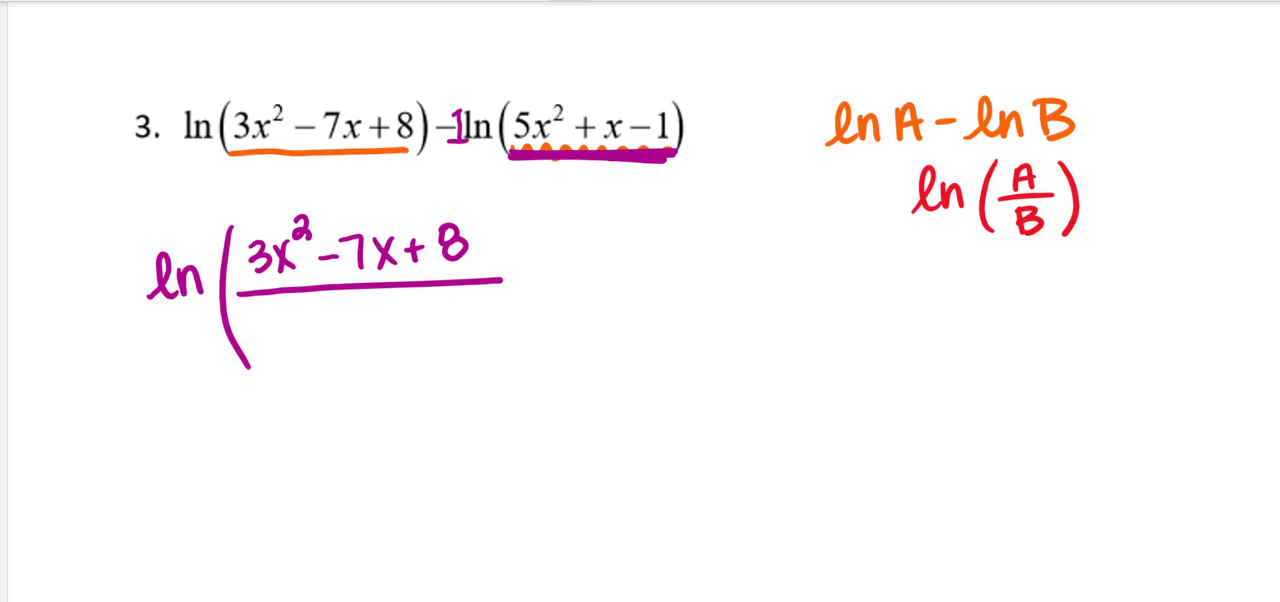 3. ln(3x² − 7x + 8) − 1ln(5x² + x − 1)
ln A − ln B
ln(A/B)
ln(3x² − 7x + 8